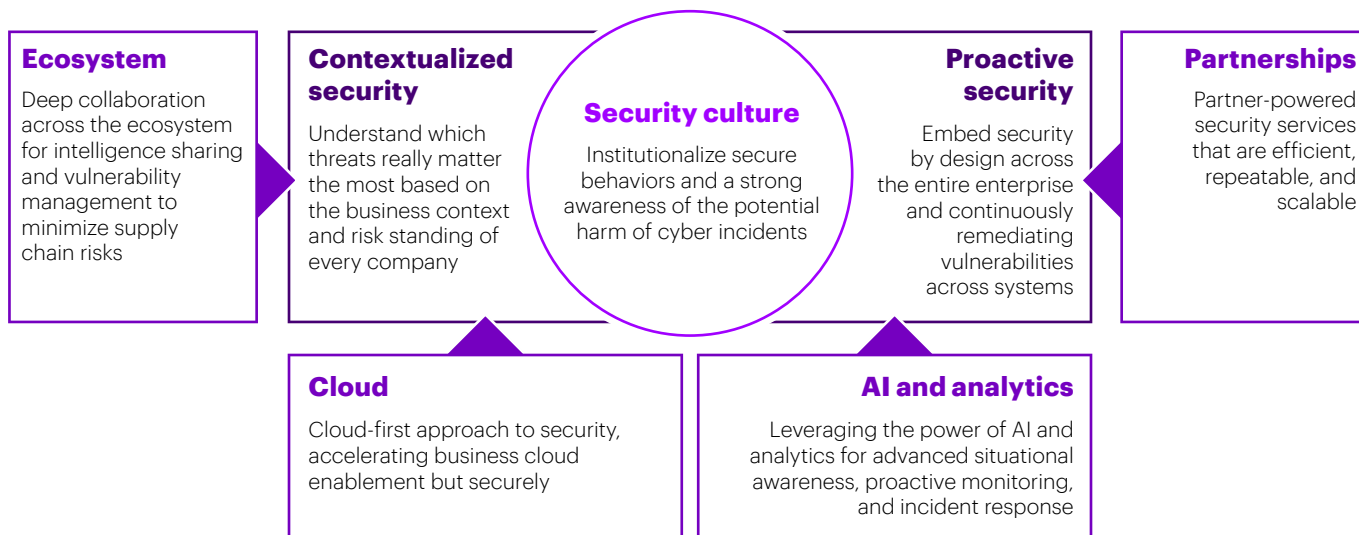 Ecosystem
Deep collaboration
across the ecosystem
for intelligence sharing
and vulnerability
management to
minimize supply
chain risks
Contextualized
security
Understand which
threats really matter
the most based on
the business context
and risk standing of
every company
Security culture
Institutionalize secure
behaviors and a strong
awareness of the potential
harm of cyber incidents
Proactive
security
Embed security
by design across
the entire enterprise
and continuously
remediating
vulnerabilities
across systems
Partnerships
Partner-powered
security services
that are efficient,
repeatable, and
scalable
Cloud
Cloud-first approach to security,
accelerating business cloud
enablement but securely
AI and analytics
Leveraging the power of AI and
analytics for advanced situational
awareness, proactive monitoring,
and incident response